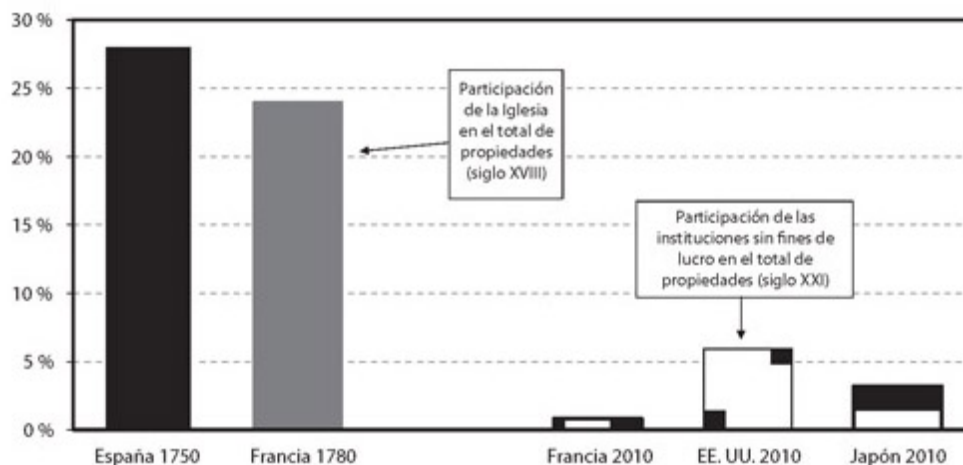 30 %
25 %
20 %
15 %
10 %
5 %
0 %
Participación
de la Iglesia
en el total de
propiedades
(siglo XVIII)
Participación de las
instituciones sin fines de
lucro en el total de
propiedades (siglo XXI)
España 1750
Francia 1780
Francia 2010
EE. UU. 2010
Japón 2010